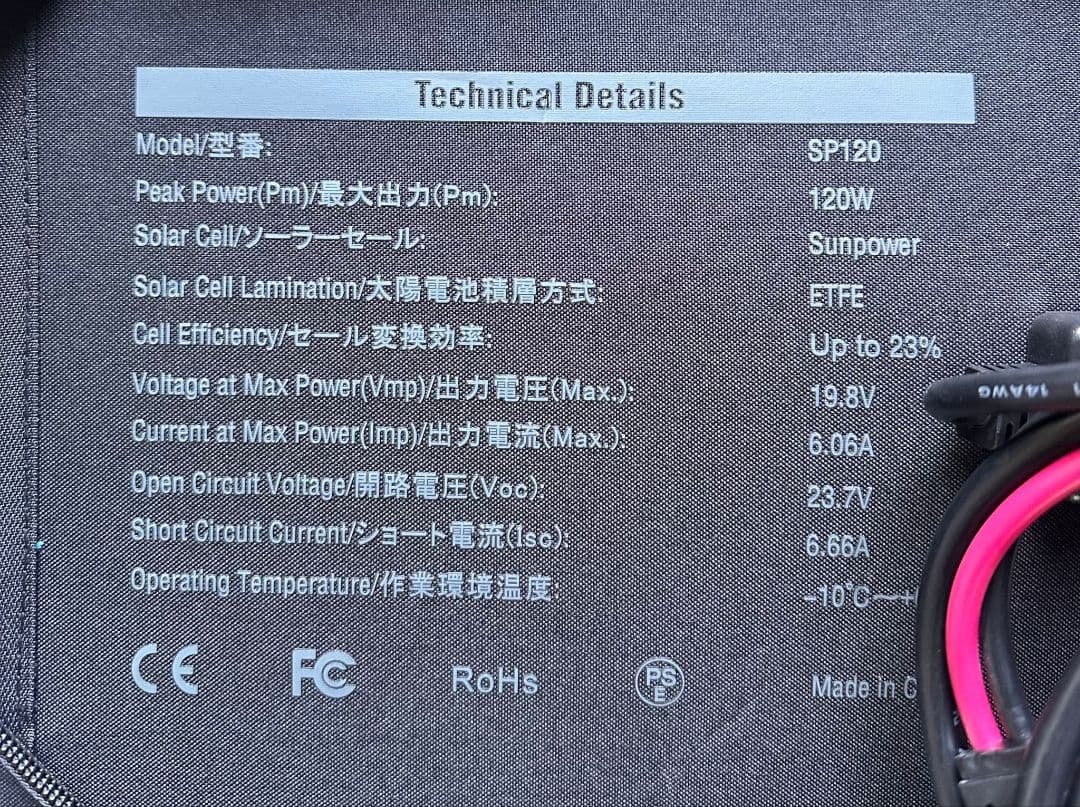 Technical Details
Model/型番: SP120
Peak Power(Pm)/最大出力(Pm): 120W
Solar Cell/ソーラーセール: Sunpower
Solar Cell Lamination/太陽電池積層方式: ETFE
Cell Efficiency/セール変換効率: Up to 23%
Voltage at Max Power(Vmp)/出力電圧(Max.): 19.8V
Current at Max Power(Imp)/出力電流(Max.): 6.06A
Open Circuit Voltage/開路電圧(Voc): 23.7V
Short Circuit Current/ショート電流(Isc): 6.66A
Operating Temperature/作業環境温度: -10℃~+
CE FC RoHs PSE Made in C
14AWG